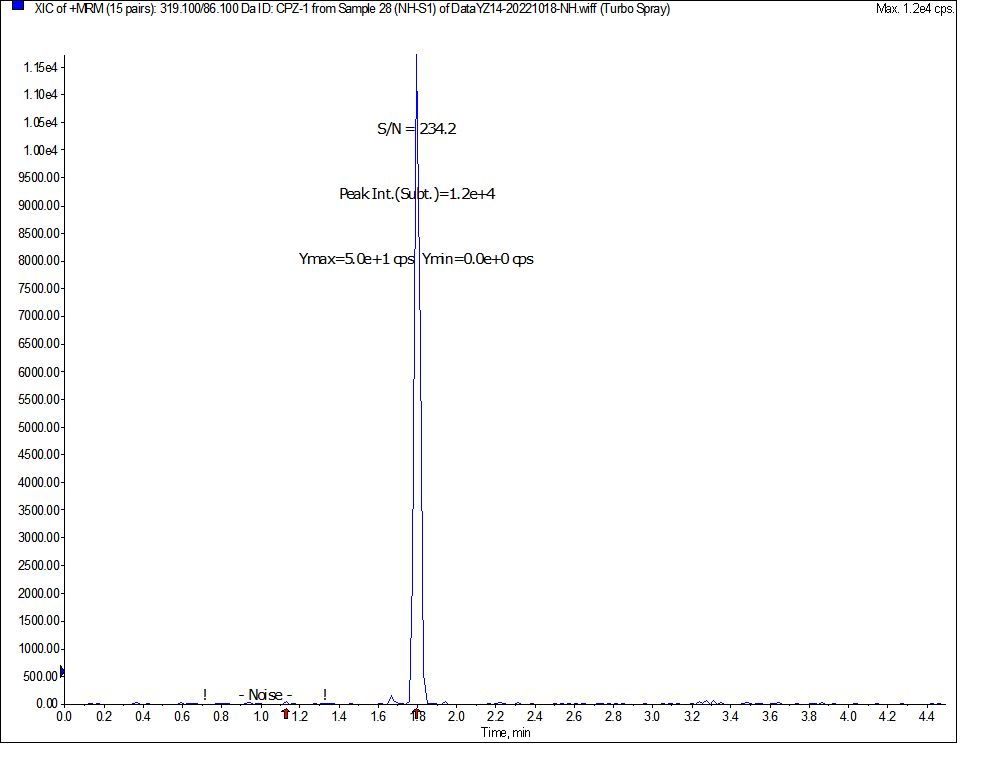 XIC of +MRM (15 pairs): 319.100/86.100 Da ID: CPZ-1 from Sample 28 (NH-S1) of DataYZ14-20221018-NH.wiff (Turbo Spray) Max. 1.2e4 cps.
1.15e4
1.10e4
1.05e4
S/N = 234.2
1.00e4
9500.00
Peak Int.(Subt.)=1.2e+4
9000.00
8500.00
Ymax=5.0e+1 cps Ymin=0.0e+0 cps
8000.00
7500.00
7000.00
6500.00
6000.00
5500.00
5000.00
4500.00
4000.00
3500.00
3000.00
2500.00
2000.00
1500.00
1000.00
500.00
! - Noise - !
0.00
0.0 0.2 0.4 0.6 0.8 1.0 1.2 1.4 1.6 1.8 2.0 2.2 2.4 2.6 2.8 3.0 3.2 3.4 3.6 3.8 4.0 4.2 4.4
Time, min